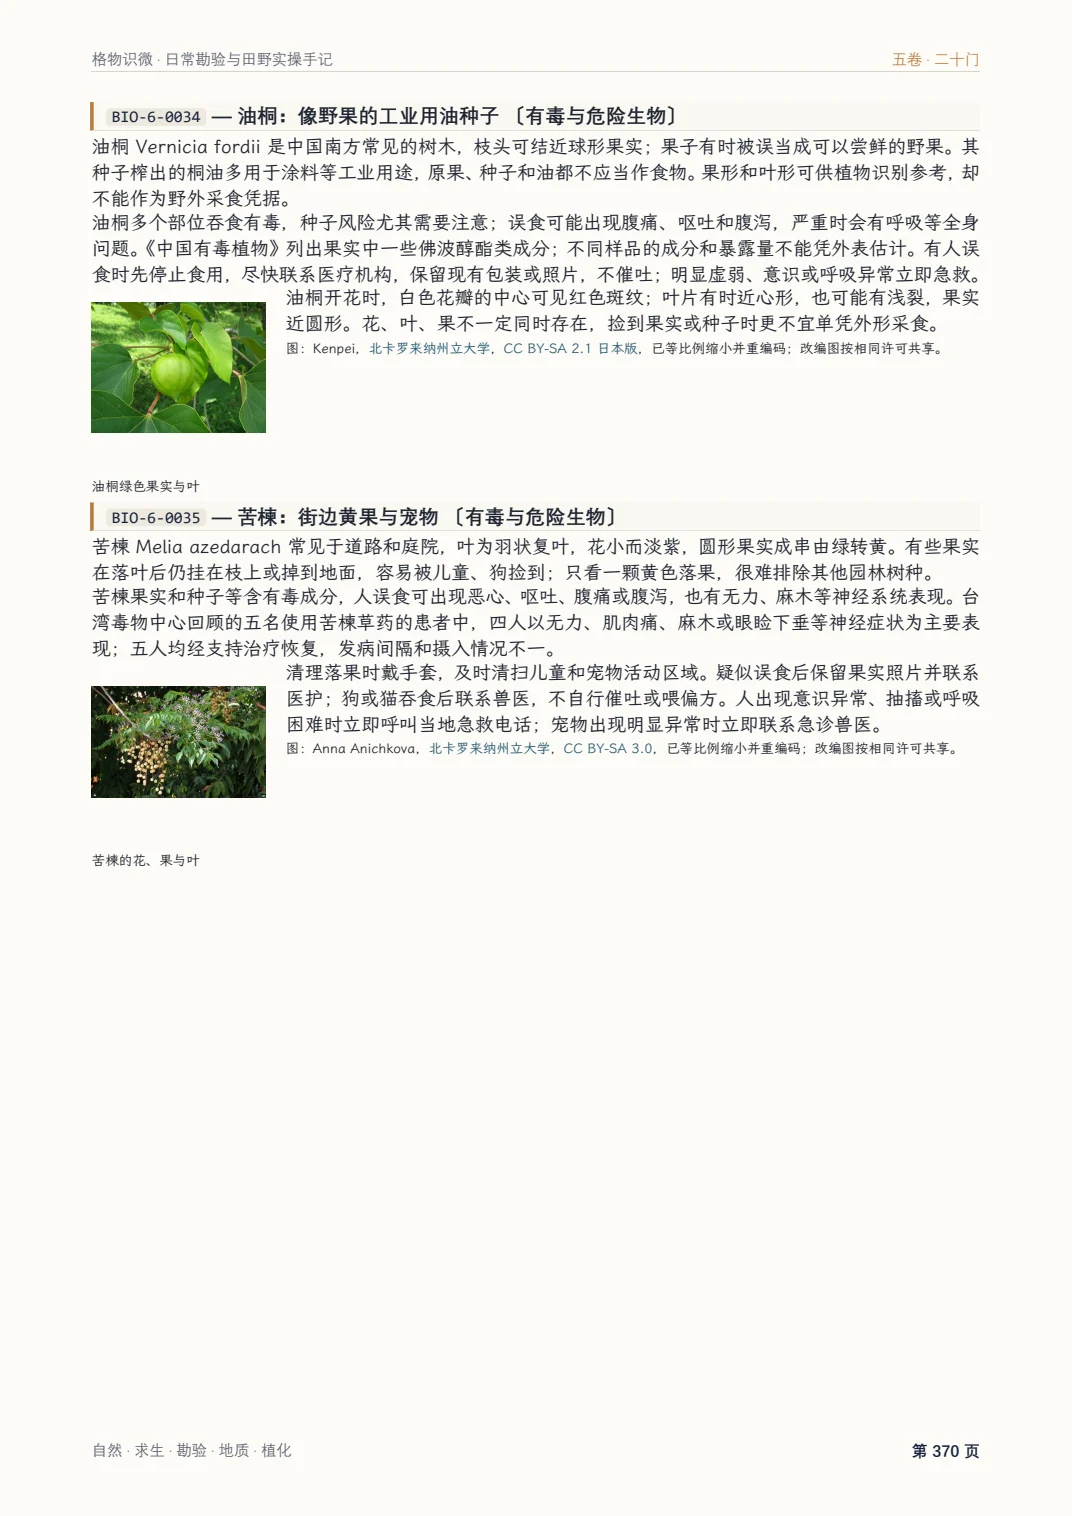 格物识微 · 日常勘验与田野实操手记
五卷 · 二十门
BIO-6-0034 — 油桐：像野果的工业用油种子 〔有毒与危险生物〕
油桐 Vernicia fordii 是中国南方常见的树木，枝头可结近球形果实；果子有时被误当成可以尝鲜的野果。其
种子榨出的桐油多用于涂料等工业用途，原果、种子和油都不应当作食物。果形和叶形可供植物识别参考，却
不能作为野外采食凭据。
油桐多个部位吞食有毒，种子风险尤其需要注意；误食可能出现腹痛、呕吐和腹泻，严重时会有呼吸等全身
问题。《中国有毒植物》列出果实中一些佛波醇酯类成分；不同样品的成分和暴露量不能凭外表估计。有人误
食时先停止食用，尽快联系医疗机构，保留现有包装或照片，不催吐；明显虚弱、意识或呼吸异常立即急救。
油桐开花时，白色花瓣的中心可见红色斑纹；叶片有时近心形，也可能有浅裂，果实
近圆形。花、叶、果不一定同时存在，捡到果实或种子时更不宜单凭外形采食。
图：Kenpei，北卡罗来纳州立大学，CC BY-SA 2.1 日本版，已等比例缩小并重编码；改编图按相同许可共享。
油桐绿色果实与叶
BIO-6-0035 — 苦楝：街边黄果与宠物 〔有毒与危险生物〕
苦楝 Melia azedarach 常见于道路和庭院，叶为羽状复叶，花小而淡紫，圆形果实成串由绿转黄。有些果实
在落叶后仍挂在枝上或掉到地面，容易被儿童、狗捡到；只看一颗黄色落果，很难排除其他园林树种。
苦楝果实和种子等含有毒成分，人误食可出现恶心、呕吐、腹痛或腹泻，也有无力、麻木等神经系统表现。台
湾毒物中心回顾的五名使用苦楝草药的患者中，四人以无力、肌肉痛、麻木或眼睑下垂等神经症状为主要表
现；五人均经支持治疗恢复，发病间隔和摄入情况不一。
清理落果时戴手套，及时清扫儿童和宠物活动区域。疑似误食后保留果实照片并联系
医护；狗或猫吞食后联系兽医，不自行催吐或喂偏方。人出现意识异常、抽搐或呼吸
困难时立即呼叫当地急救电话；宠物出现明显异常时立即联系急诊兽医。
图：Anna Anichkova，北卡罗来纳州立大学，CC BY-SA 3.0，已等比例缩小并重编码；改编图按相同许可共享。
苦楝的花、果与叶
自然 · 求生 · 勘验 · 地质 · 植化
第 370 页